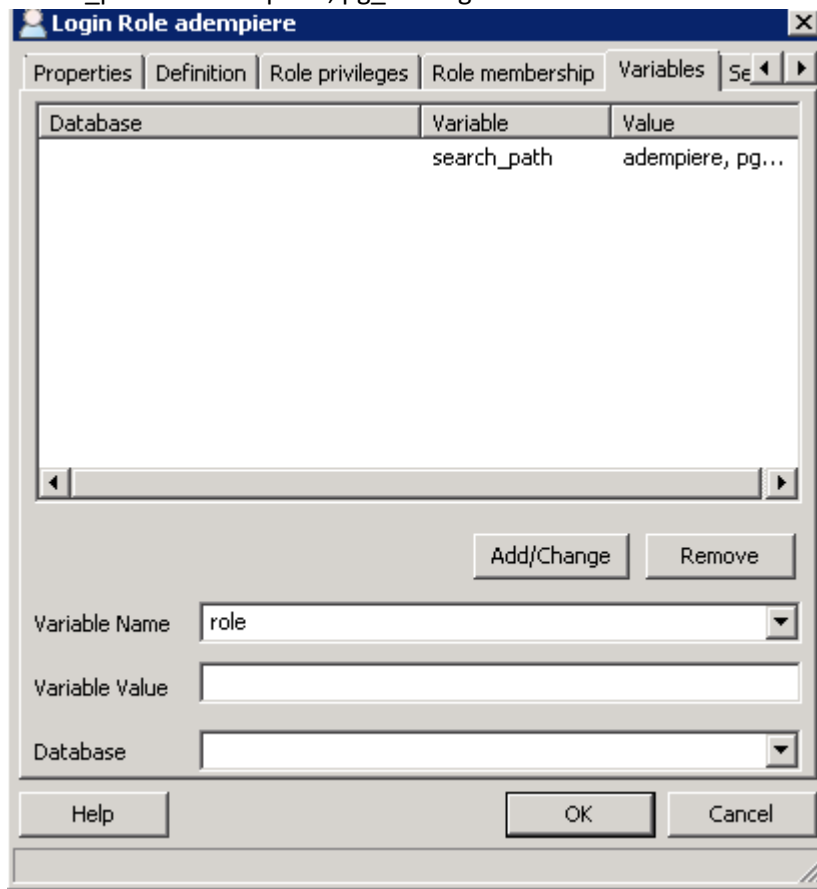 Login Role adempiere
Properties Definition Role privileges Role membership Variables Se
Database Variable Value
search_path adempiere, pg...
Add/Change Remove
Variable Name role
Variable Value
Database
Help OK Cancel